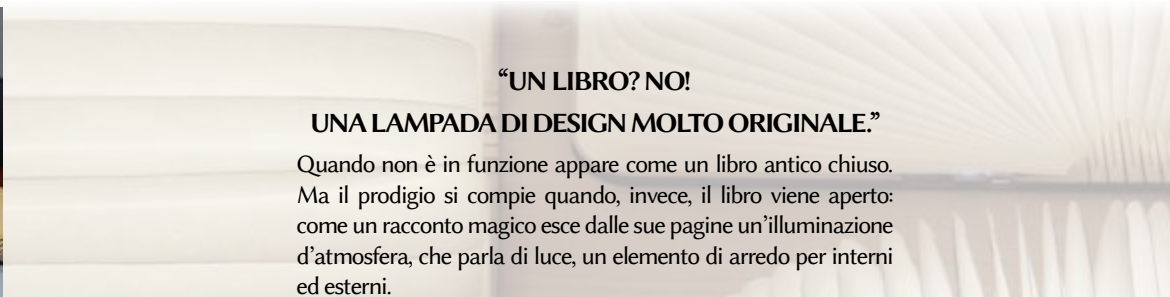 “UN LIBRO? NO!
UNA LAMPADA DI DESIGN MOLTO ORIGINALE.”
Quando non è in funzione appare come un libro antico chiuso.
Ma il prodigio si compie quando, invece, il libro viene aperto:
come un racconto magico esce dalle sue pagine un’illuminazione
d’atmosfera, che parla di luce, un elemento di arredo per interni
ed esterni.